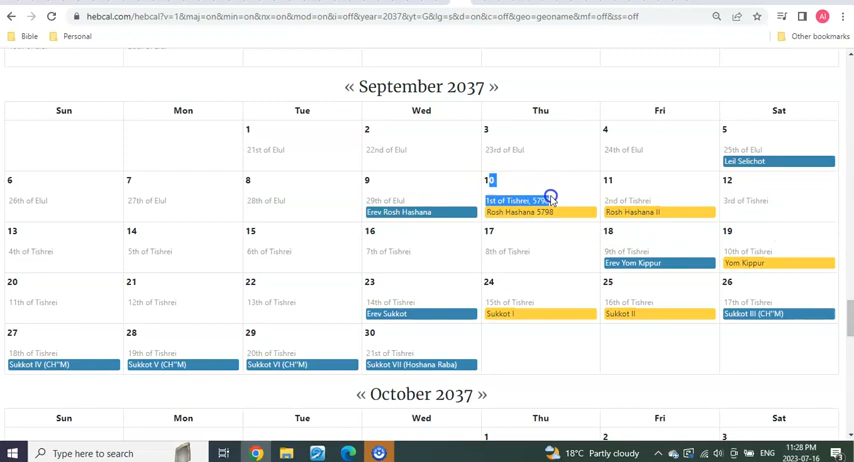 hebcal.com/hebcal?v=1&maj=on&min=on&nx=on&mod=on&i=off&year=2037&yt=G&lg=s&d=on&c=off&geo=geoname&mf=off&ss=off
AI
Bible
Personal
Other bookmarks
« September 2037 »
Sun Mon Tue Wed Thu Fri Sat
1 2 3 4 5
21st of Elul 22nd of Elul 23rd of Elul 24th of Elul 25th of Elul
Leil Selichot
6 7 8 9 10 11 12
26th of Elul 27th of Elul 28th of Elul 29th of Elul 1st of Tishrei, 5798 2nd of Tishrei 3rd of Tishrei
Erev Rosh Hashana Rosh Hashana 5798 Rosh Hashana II
13 14 15 16 17 18 19
4th of Tishrei 5th of Tishrei 6th of Tishrei 7th of Tishrei 8th of Tishrei 9th of Tishrei 10th of Tishrei
Erev Yom Kippur Yom Kippur
20 21 22 23 24 25 26
11th of Tishrei 12th of Tishrei 13th of Tishrei 14th of Tishrei 15th of Tishrei 16th of Tishrei 17th of Tishrei
Erev Sukkot Sukkot I Sukkot II Sukkot III (CH"M)
27 28 29 30
18th of Tishrei 19th of Tishrei 20th of Tishrei 21st of Tishrei
Sukkot IV (CH"M) Sukkot V (CH"M) Sukkot VI (CH"M) Sukkot VII (Hoshana Raba)
« October 2037 »
Sun Mon Tue Wed Thu Fri Sat
1 2 3
Type here to search
18°C Partly cloudy
ENG
11:28 PM
2023-07-16
3